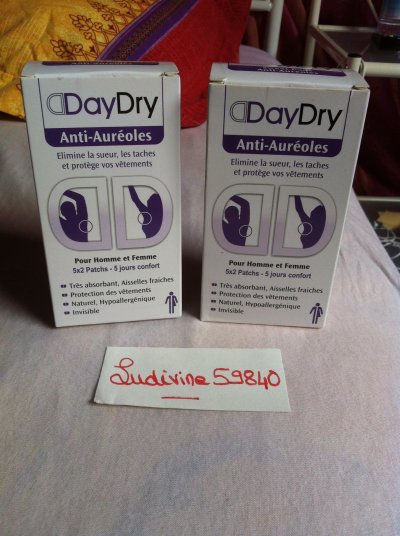 DayDry
Anti-Auréoles
Elimine la sueur, les taches
et protège vos vêtements
Pour Homme et Femme
5x2 Patchs - 5 jours confort
Très absorbant, Aisselles fraiches
Protection des vêtements
Naturel, Hypoallergénique
Invisible
DayDry
Anti-Auréoles
Elimine la sueur, les taches
et protège vos vêtements
Pour Homme et Femme
5x2 Patchs - 5 jours confort
Très absorbant, Aisselles fraiches
Protection des vêtements
Naturel, Hypoallergénique
Invisible
Ludivine 59840